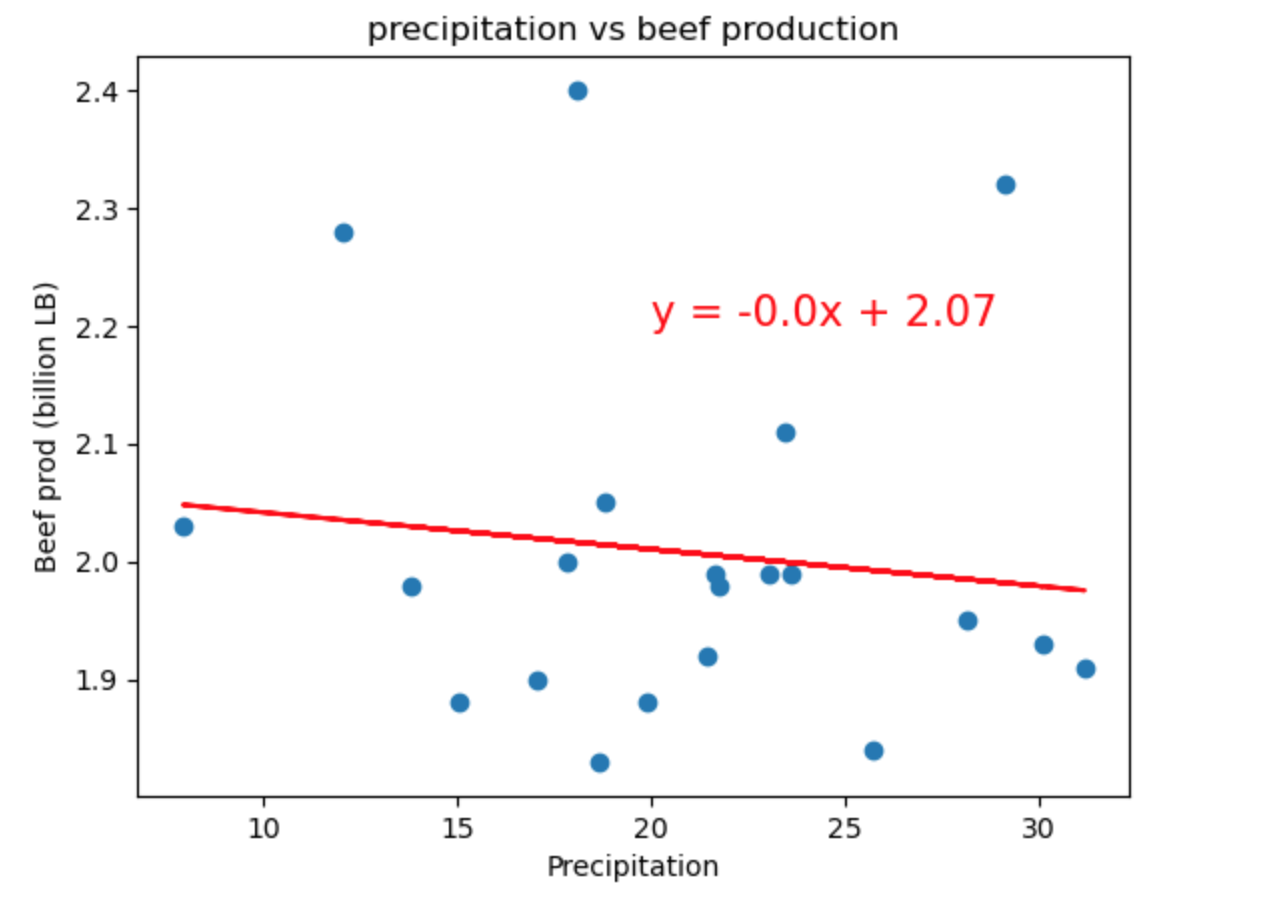 precipitation vs beef production
2.4
2.3
2.2
2.1
2.0
1.9
Beef prod (billion LB)
y = -0.0x + 2.07
10 15 20 25 30
Precipitation